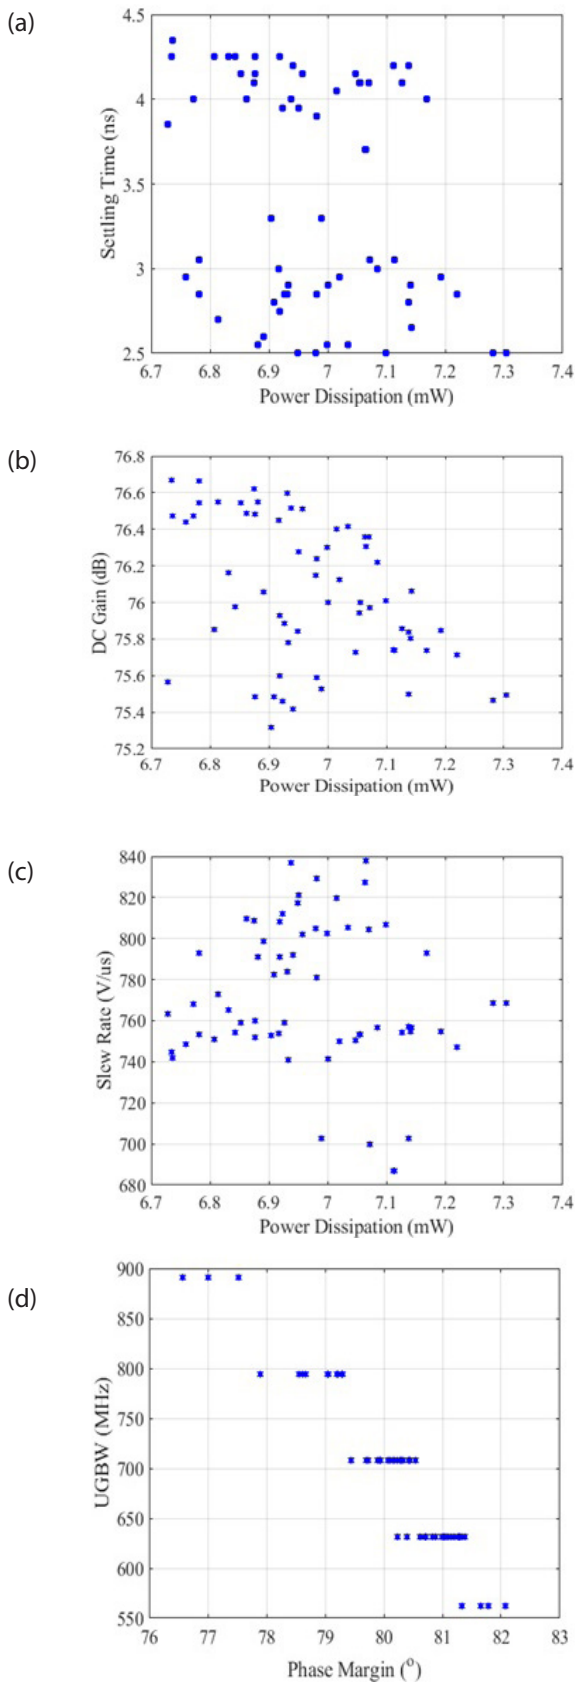 (a)
4.5
4
3.5
3
2.5
Settling Time (ns)
6.7 6.8 6.9 7 7.1 7.2 7.3 7.4
Power Dissipation (mW)
(b)
76.8
76.6
76.4
76.2
76
75.8
75.6
75.4
75.2
DC Gain (dB)
6.7 6.8 6.9 7 7.1 7.2 7.3 7.4
Power Dissipation (mW)
(c)
840
820
800
780
760
740
720
700
680
Slew Rate (V/us)
6.7 6.8 6.9 7 7.1 7.2 7.3 7.4
Power Dissipation (mW)
(d)
900
850
800
750
700
650
600
550
UGBW (MHz)
76 77 78 79 80 81 82 83
Phase Margin (°)